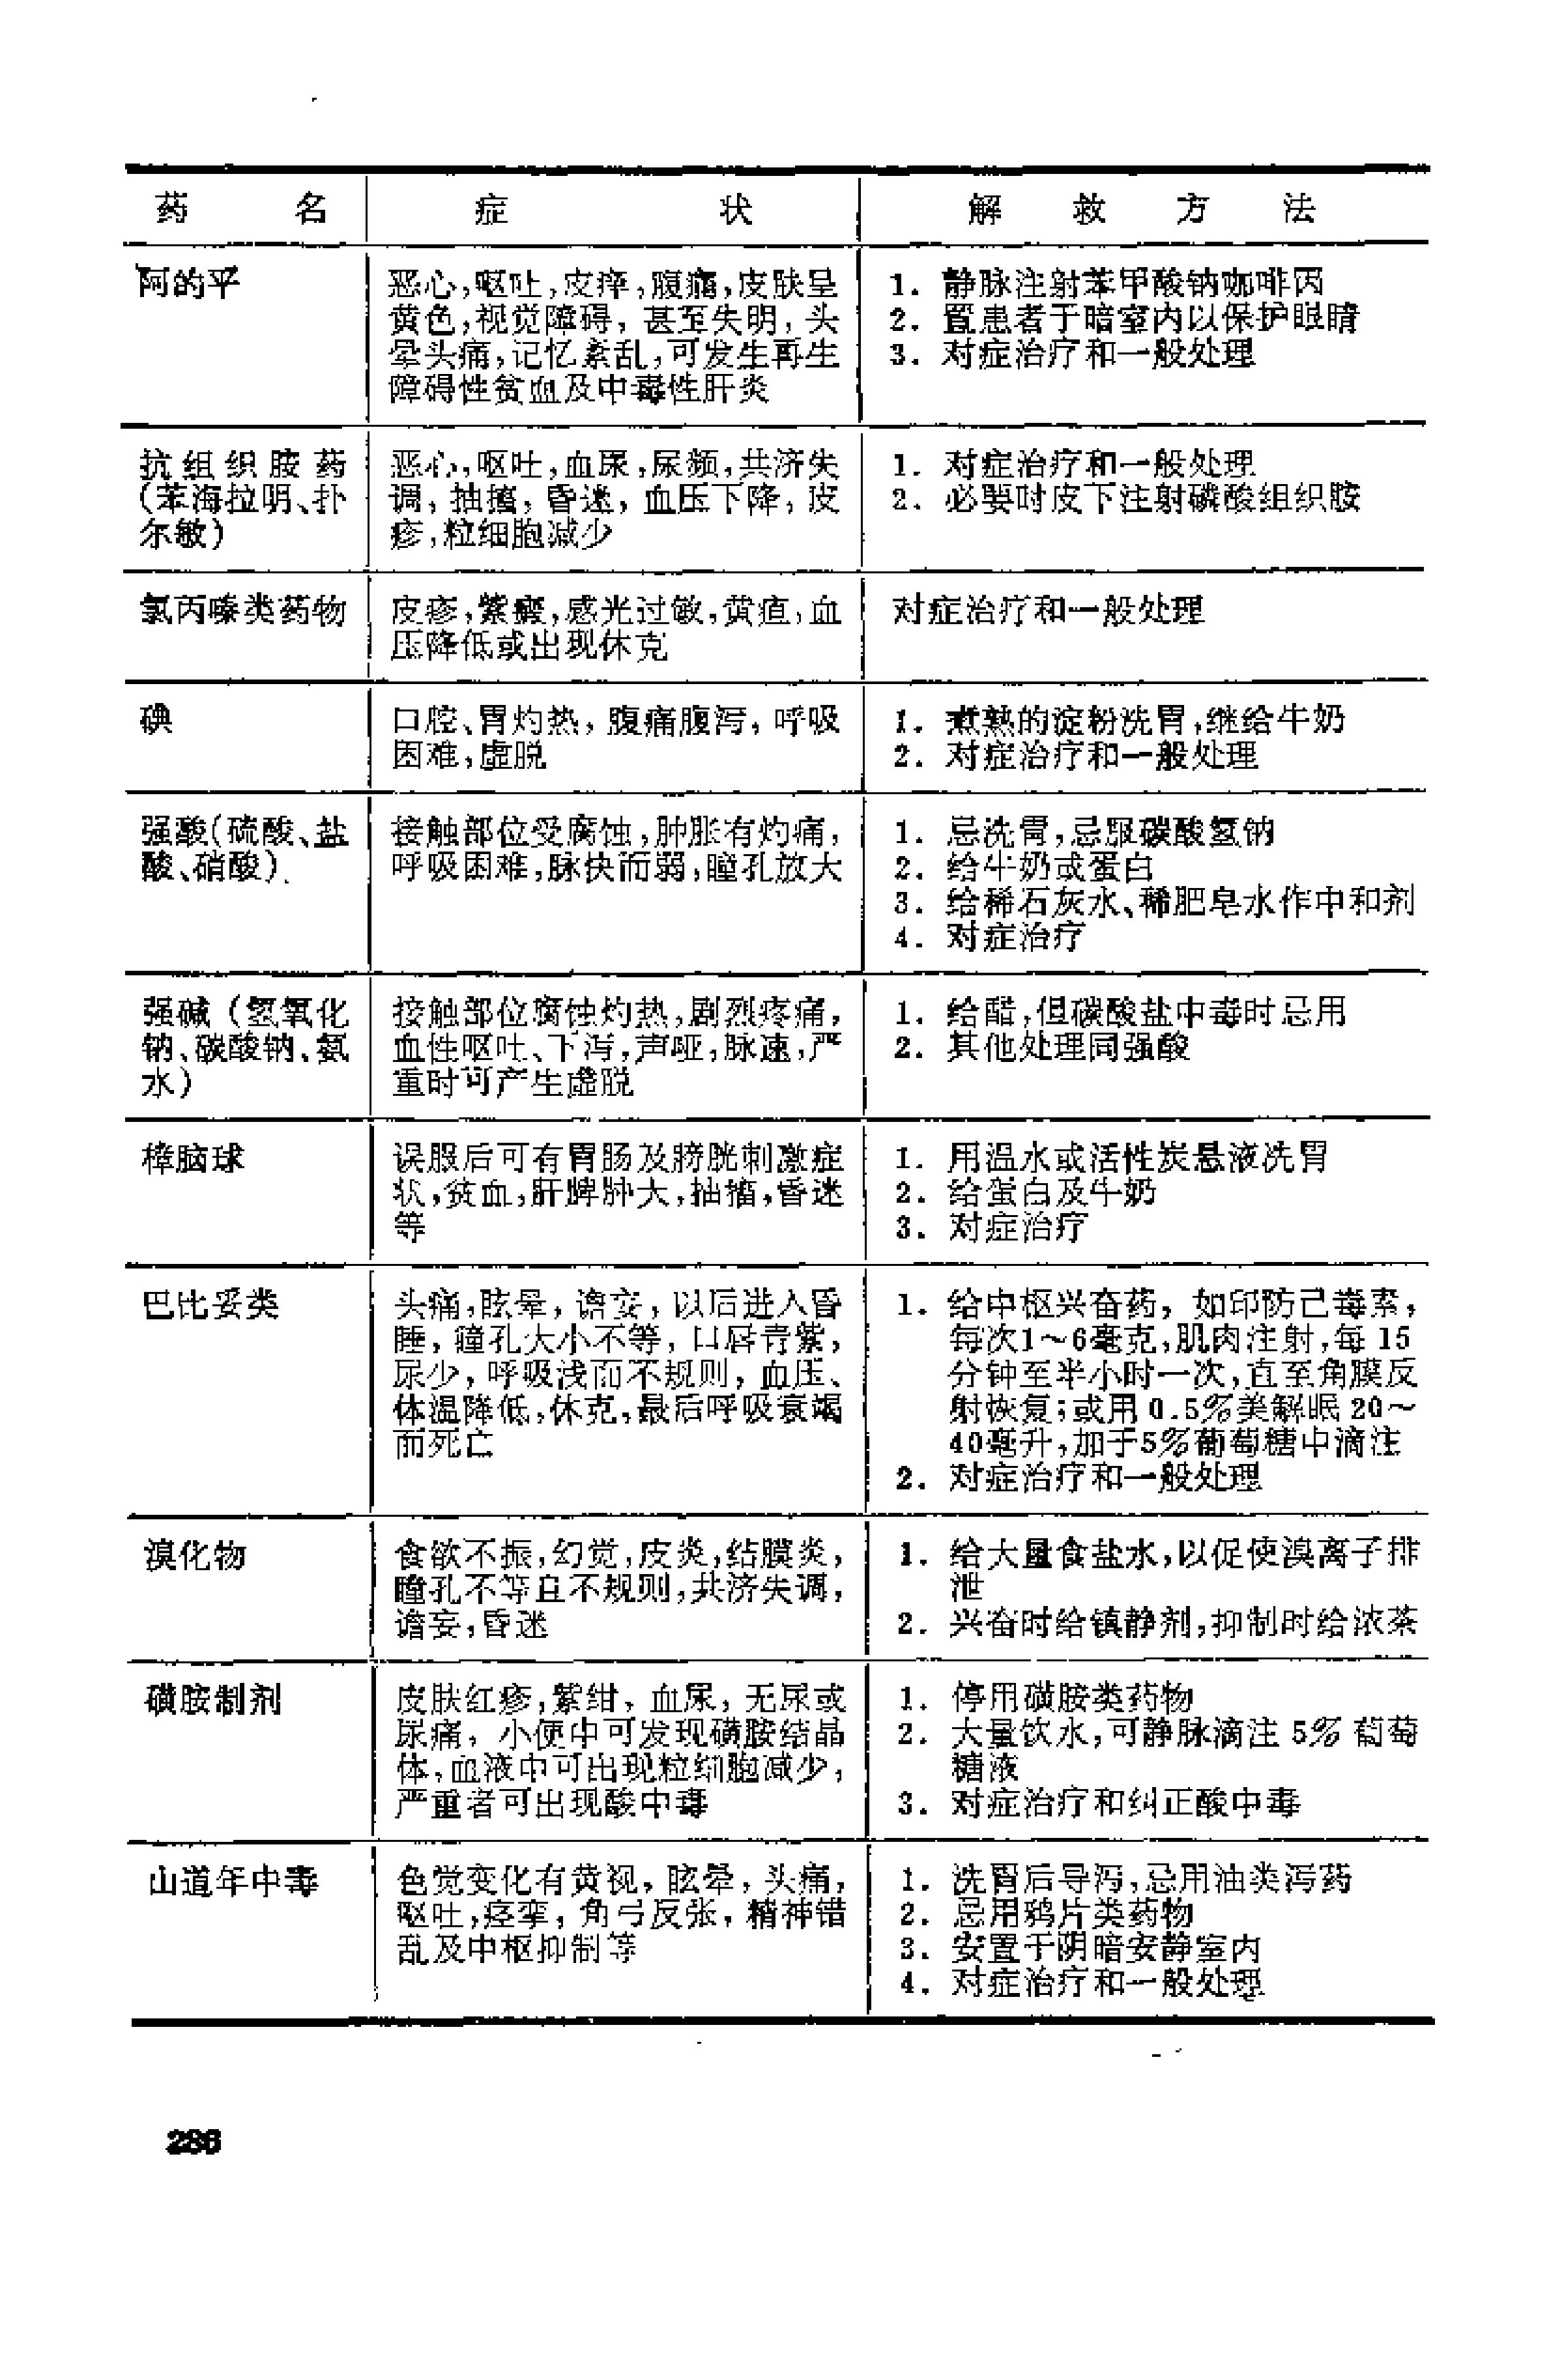 药名 症状 解救方法
阿的平
恶心,呕吐,皮痒,腹痛,皮肤呈
黄色,视觉障碍,甚至失明,头
晕头痛,记忆紊乱,可发生再生
障碍性贫血及中毒性肝炎
1. 静脉注射苯甲酸钠咖啡因
2. 置患者于暗室内以保护眼睛
3. 对症治疗和一般处理
抗组织胺药
(苯海拉明、扑
尔敏)
恶心,呕吐,血尿,尿频,共济失
调,抽搐,昏迷,血压下降,皮
疹,粒细胞减少
1. 对症治疗和一般处理
2. 必要时皮下注射磷酸组织胺
氯丙嗪类药物
皮疹,紫癜,感光过敏,黄疸,血
压降低或出现休克
对症治疗和一般处理
碘
口腔、胃灼热,腹痛腹泻,呼吸
困难,虚脱
1. 煮熟的淀粉洗胃,继给牛奶
2. 对症治疗和一般处理
强酸(硫酸、盐
酸、硝酸)
接触部位受腐蚀,肿胀有灼痛,
呼吸困难,脉快而弱,瞳孔放大
1. 忌洗胃,忌服碳酸氢钠
2. 给牛奶或蛋白
3. 给稀石灰水、稀肥皂水作中和剂
4. 对症治疗
强碱(氢氧化
钠、碳酸钠、氨
水)
接触部位腐蚀灼热,剧烈疼痛,
血性呕吐、下泻,声哑,脉速,严
重时可产生虚脱
1. 给醋,但碳酸盐中毒时忌用
2. 其他处理同强酸
樟脑球
误服后可有胃肠及膀胱刺激症
状,贫血,肝脾肿大,抽搐,昏迷
等
1. 用温水或活性炭悬液洗胃
2. 给蛋白及牛奶
3. 对症治疗
巴比妥类
头痛,眩晕,谵妄,以后进入昏
睡,瞳孔大小不等,口唇青紫,
尿少,呼吸浅而不规则,血压、
体温降低,休克,最后呼吸衰竭
而死亡
1. 给中枢兴奋药,如印防己毒素,
每次1～6毫克,肌肉注射,每15
分钟至半小时一次,直至角膜反
射恢复;或用0.5%美解眠20～
40毫升,加于5%葡萄糖中滴注
2. 对症治疗和一般处理
溴化物
食欲不振,幻觉,皮炎,结膜炎,
瞳孔不等且不规则,共济失调,
谵妄,昏迷
1. 给大量食盐水,以促使溴离子排
泄
2. 兴奋时给镇静剂,抑制时给浓茶
磺胺制剂
皮肤红疹,紫绀,血尿,无尿或
尿痛,小便中可发现磺胺结晶
体,血液中可出现粒细胞减少,
严重者可出现酸中毒
1. 停用磺胺类药物
2. 大量饮水,可静脉滴注5%葡萄
糖液
3. 对症治疗和纠正酸中毒
山道年中毒
色觉变化有黄视,眩晕,头痛,
呕吐,痉挛,角弓反张,精神错
乱及中枢抑制等
1. 洗胃后导泻,忌用油类泻药
2. 忌用鸦片类药物
3. 安置于阴暗安静室内
4. 对症治疗和一般处理
286